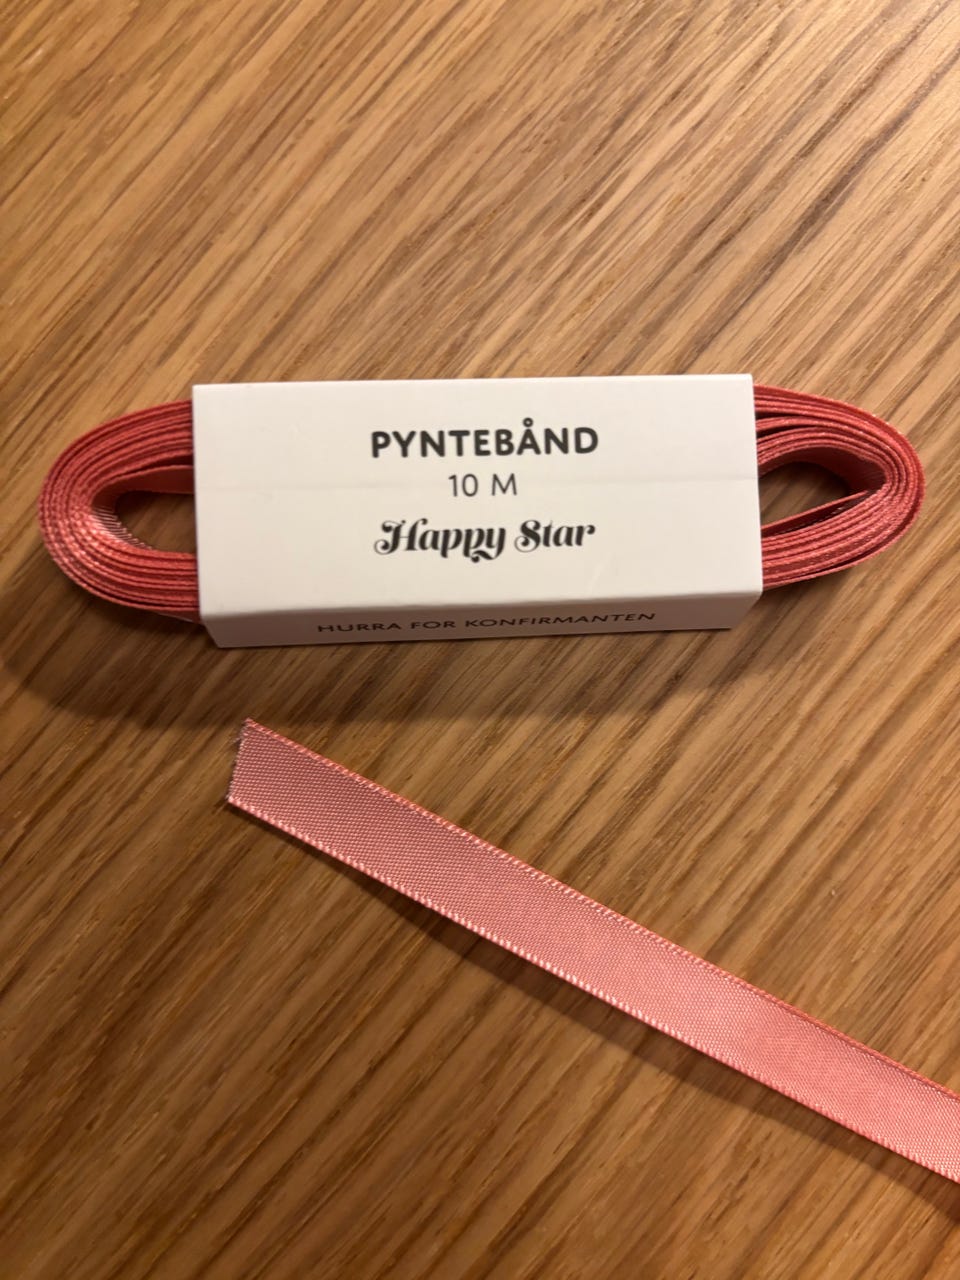 PYNTEBÅND
10 M
Happy Star
HURRA FOR KONFIRMANTEN